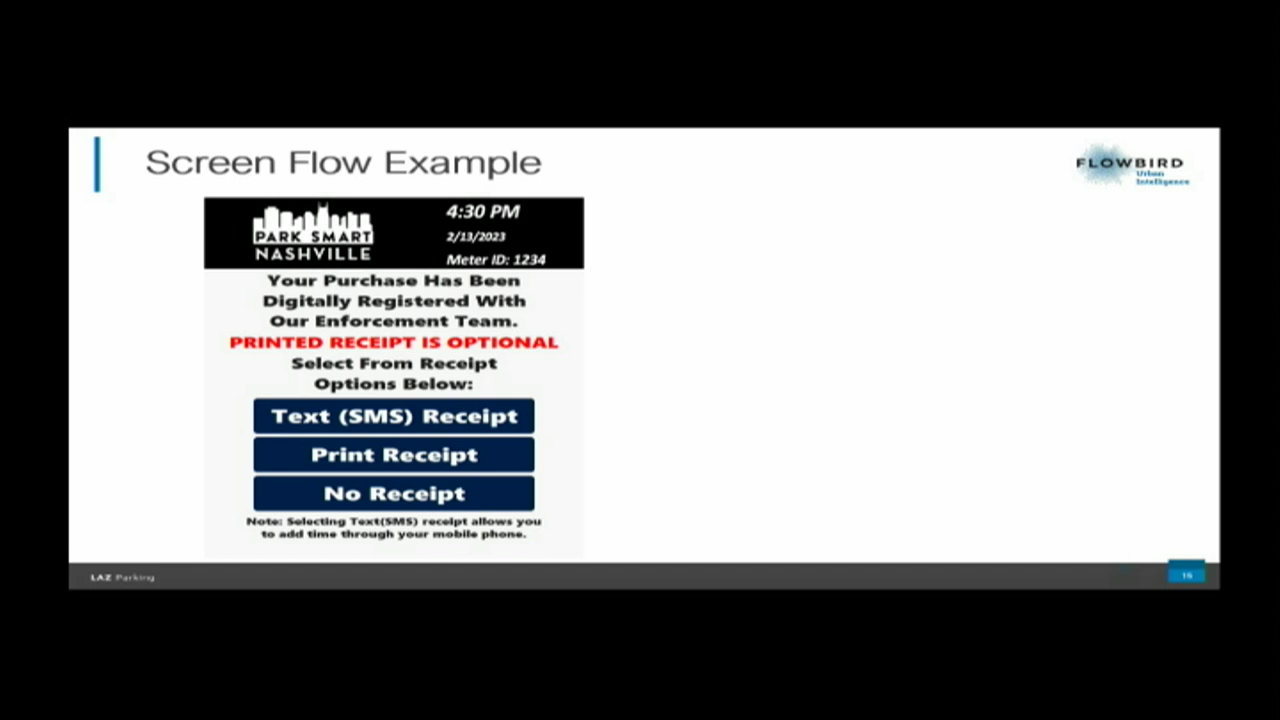 Screen Flow Example
FLOWBIRD
Urban
Intelligence
PARK SMART
NASHVILLE
4:30 PM
2/13/2023
Meter ID: 1234
Your Purchase Has Been
Digitally Registered With
Our Enforcement Team.
PRINTED RECEIPT IS OPTIONAL
Select From Receipt
Options Below:
Text (SMS) Receipt
Print Receipt
No Receipt
Note: Selecting Text(SMS) receipt allows you
to add time through your mobile phone.
LAZ Parking